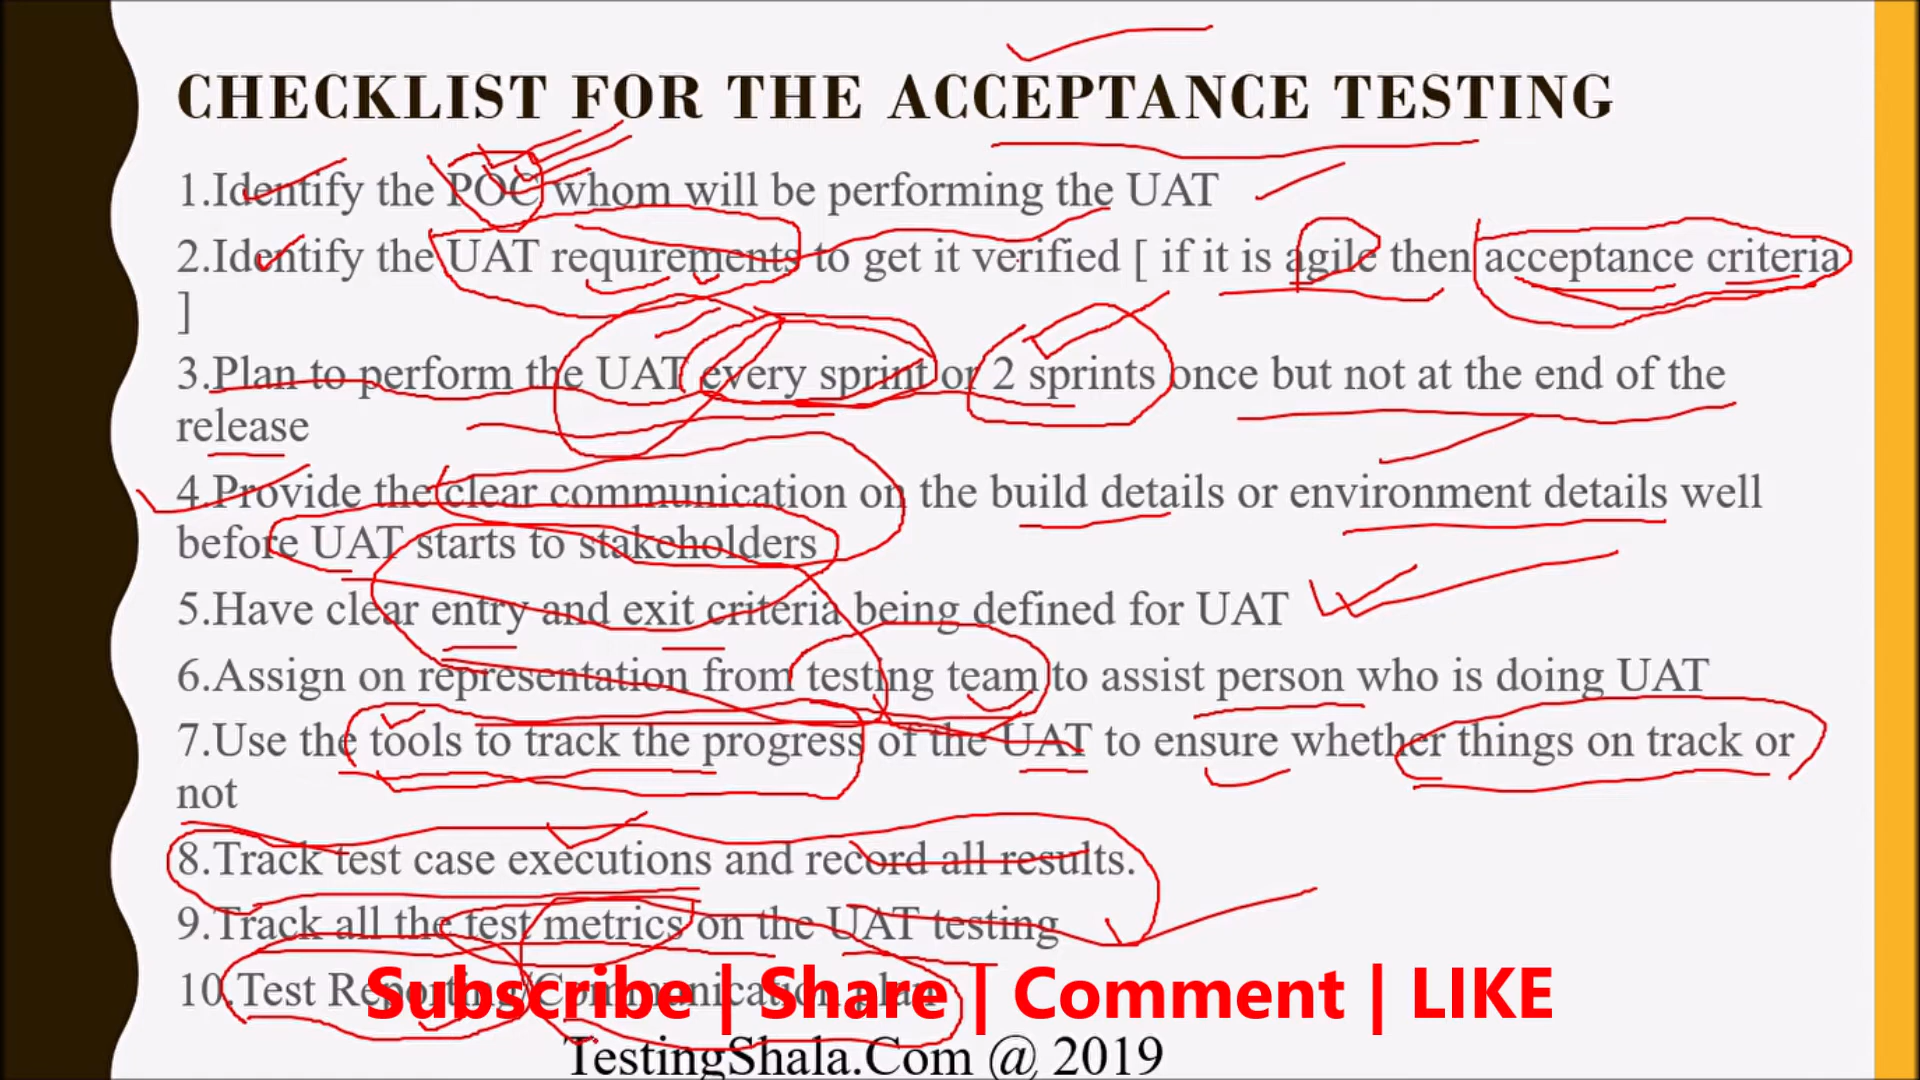 CHECKLIST FOR THE ACCEPTANCE TESTING
1.Identify the POC whom will be performing the UAT
2.Identify the UAT requirements to get it verified [ if it is agile then acceptance criteria
]
3.Plan to perform the UAT every sprint or 2 sprints once but not at the end of the
release
4.Provide the clear communication on the build details or environment details well
before UAT starts to stakeholders
5.Have clear entry and exit criteria being defined for UAT
6.Assign on representation from testing team to assist person who is doing UAT
7.Use the tools to track the progress of the UAT to ensure whether things on track or
not
8.Track test case executions and record all results.
9.Track all the test metrics on the UAT testing
10.Test Reporting /Communication plan
Subscribe | Share | Comment | LIKE
TestingShala.Com @ 2019